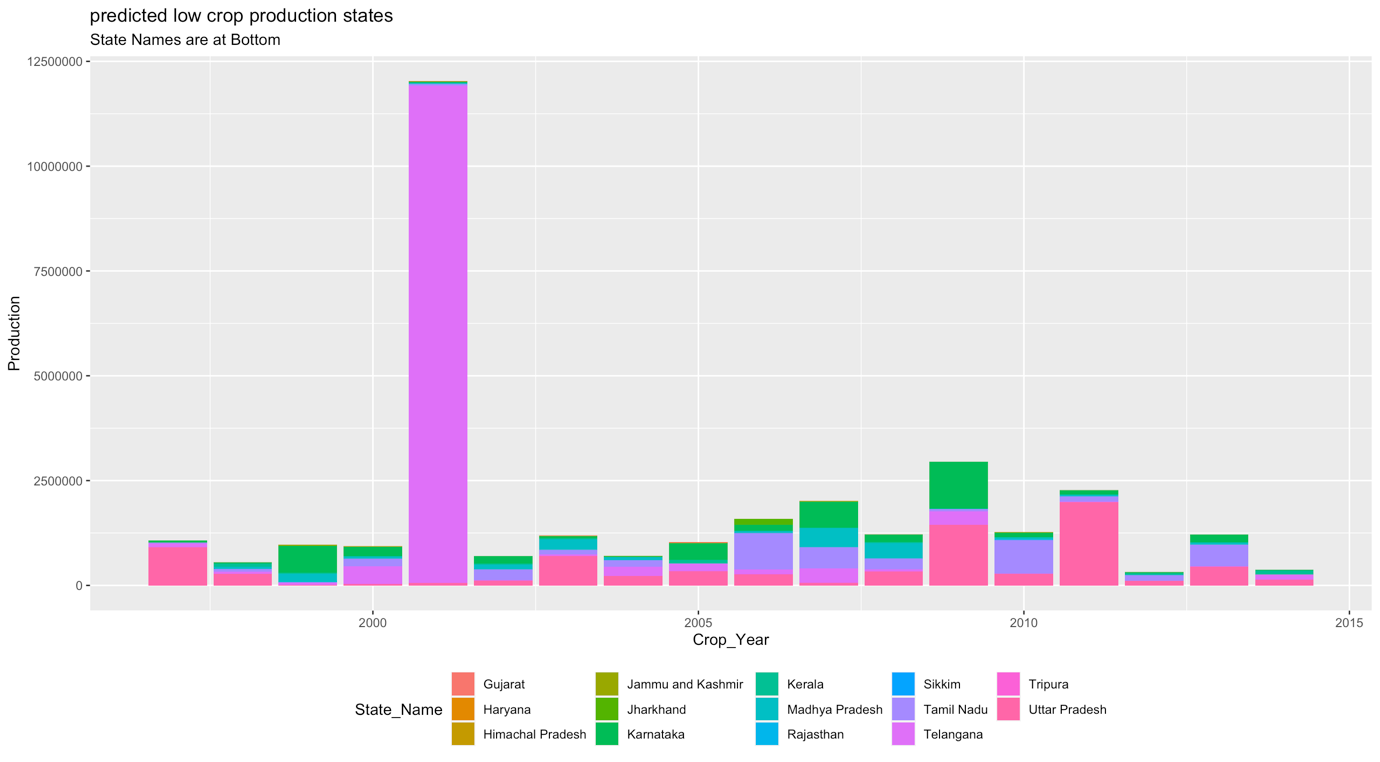 predicted low crop production states
State Names are at Bottom
12500000
10000000
7500000
5000000
2500000
0
Production
2000 2005 2010 2015
Crop_Year
State_Name
Gujarat Jammu and Kashmir Kerala Sikkim Tripura
Haryana Jharkhand Madhya Pradesh Tamil Nadu Uttar Pradesh
Himachal Pradesh Karnataka Rajasthan Telangana